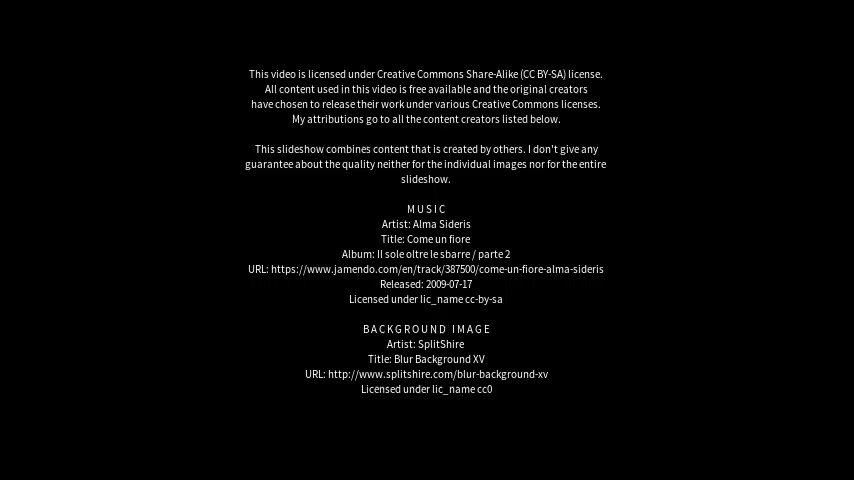 This video is licensed under Creative Commons Share-Alike (CC BY-SA) license.
All content used in this video is free available and the original creators
have chosen to release their work under various Creative Commons licenses.
My attributions go to all the content creators listed below.
This slideshow combines content that is created by others. I don't give any
guarantee about the quality neither for the individual images nor for the entire
slideshow.
MUSIC
Artist: Alma Sideris
Title: Come un fiore
Album: Il sole oltre le sbarre / parte 2
URL: https://www.jamendo.com/en/track/387500/come-un-fiore-alma-sideris
Released: 2009-07-17
Licensed under lic_name cc-by-sa
BACKGROUND IMAGE
Artist: SplitShire
Title: Blur Background XV
URL: http://www.splitshire.com/blur-background-xv
Licensed under lic_name cc0